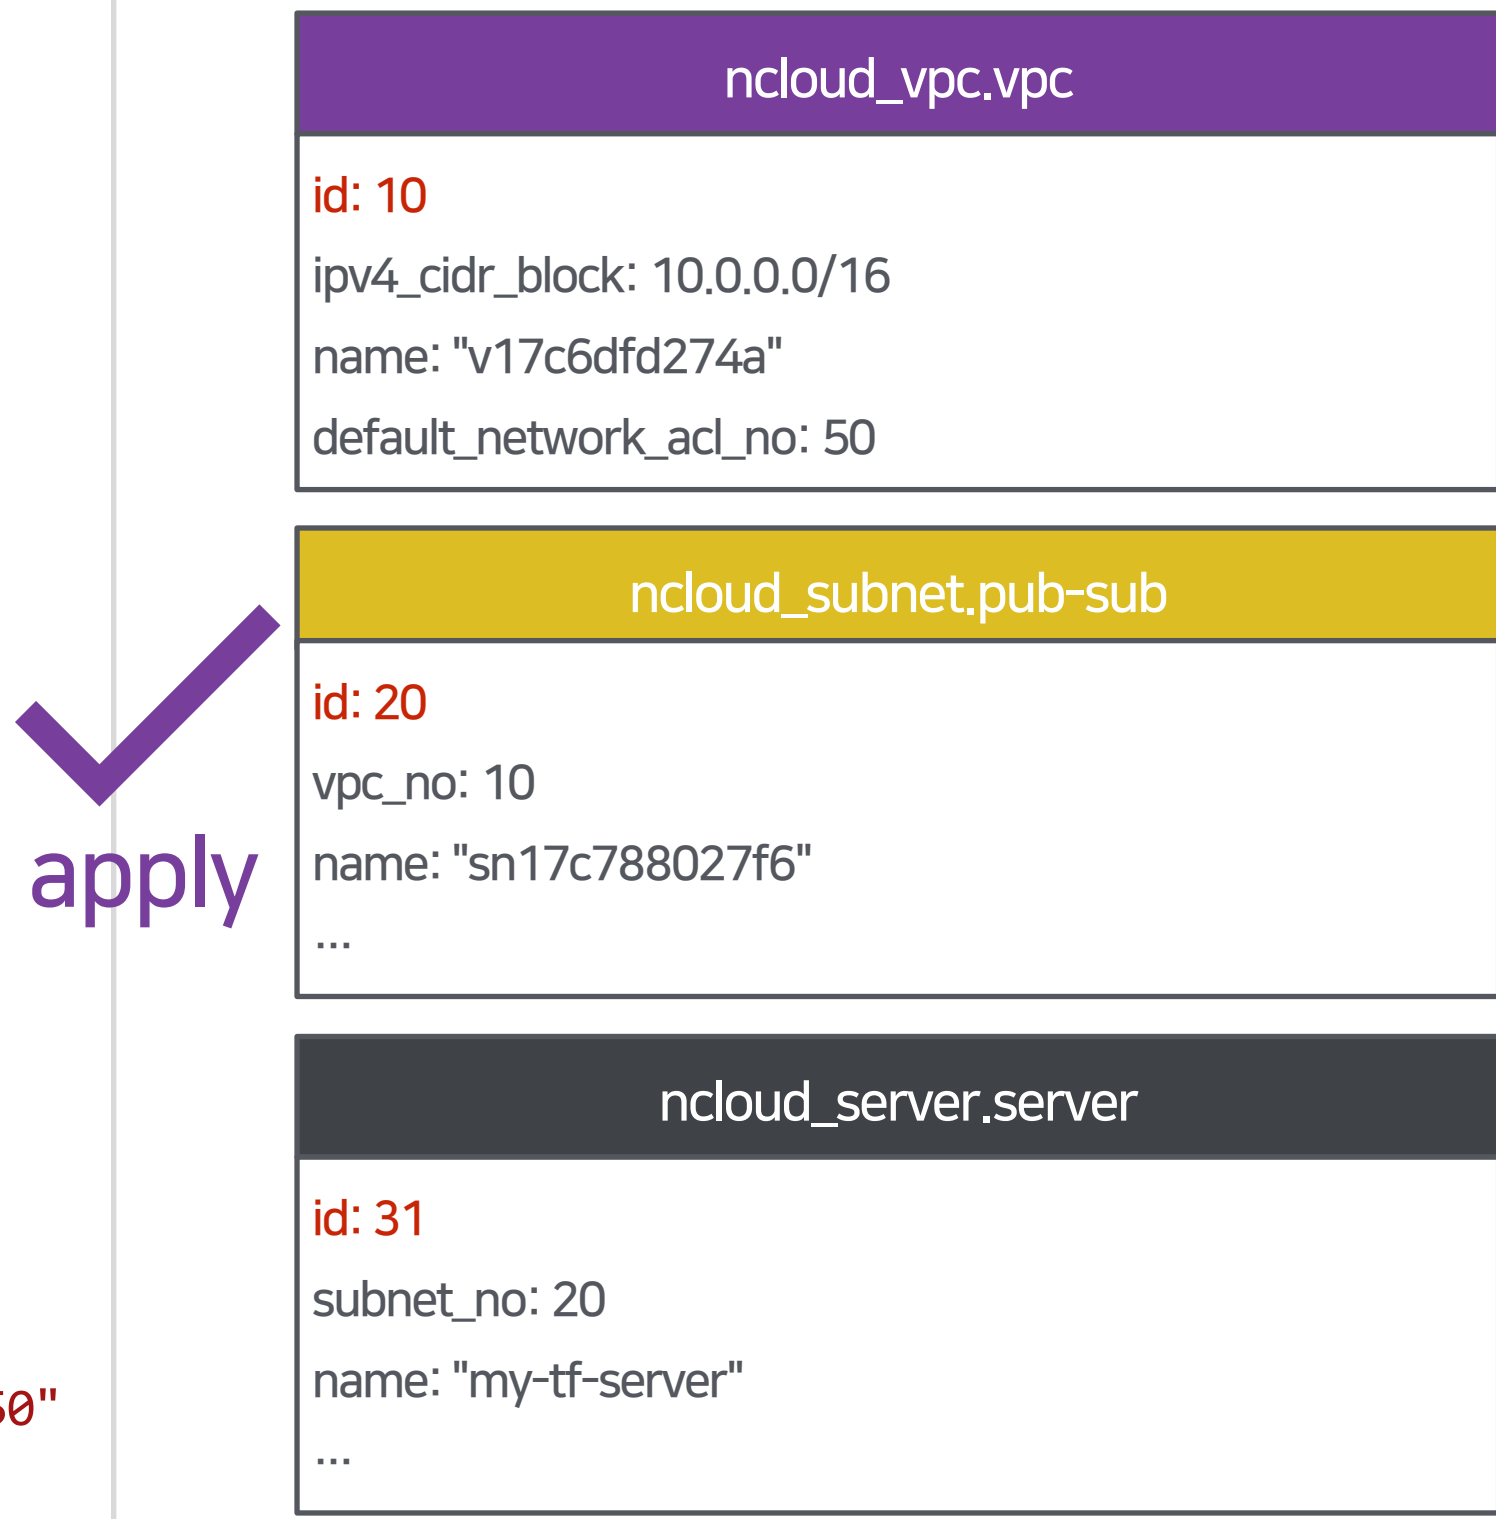 ncloud_vpc.vpc
id: 10
ipv4_cidr_block: 10.0.0.0/16
name: "v17c6dfd274a"
default_network_acl_no: 50
ncloud_subnet.pub-sub
id: 20
vpc_no: 10
name: "sn17c788027f6"
...
apply
ncloud_server.server
id: 31
subnet_no: 20
name: "my-tf-server"
...
0"